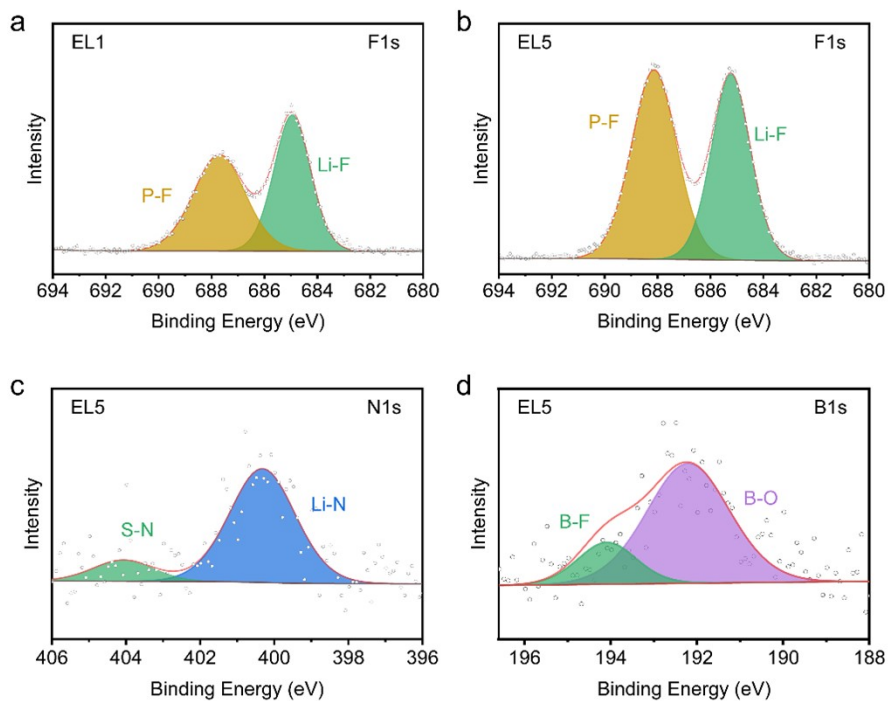 a
EL1 F1s
P-F
Li-F
Intensity
694 692 690 688 686 684 682 680
Binding Energy (eV)
b
EL5 F1s
P-F
Li-F
Intensity
694 692 690 688 686 684 682 680
Binding Energy (eV)
c
EL5 N1s
S-N
Li-N
Intensity
406 404 402 400 398 396
Binding Energy (eV)
d
EL5 B1s
B-F
B-O
Intensity
196 194 192 190 188
Binding Energy (eV)